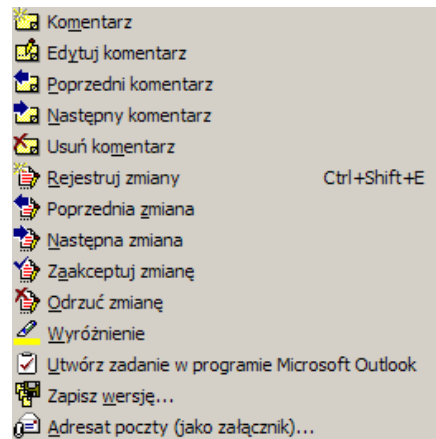 Komentarz
Edytuj komentarz
Poprzedni komentarz
Następny komentarz
Usuń komentarz
Rejestruj zmiany Ctrl+Shift+E
Poprzednia zmiana
Następna zmiana
Zaakceptuj zmianę
Odrzuć zmianę
Wyróżnienie
Utwórz zadanie w programie Microsoft Outlook
Zapisz wersję...
Adresat poczty (jako załącznik)...